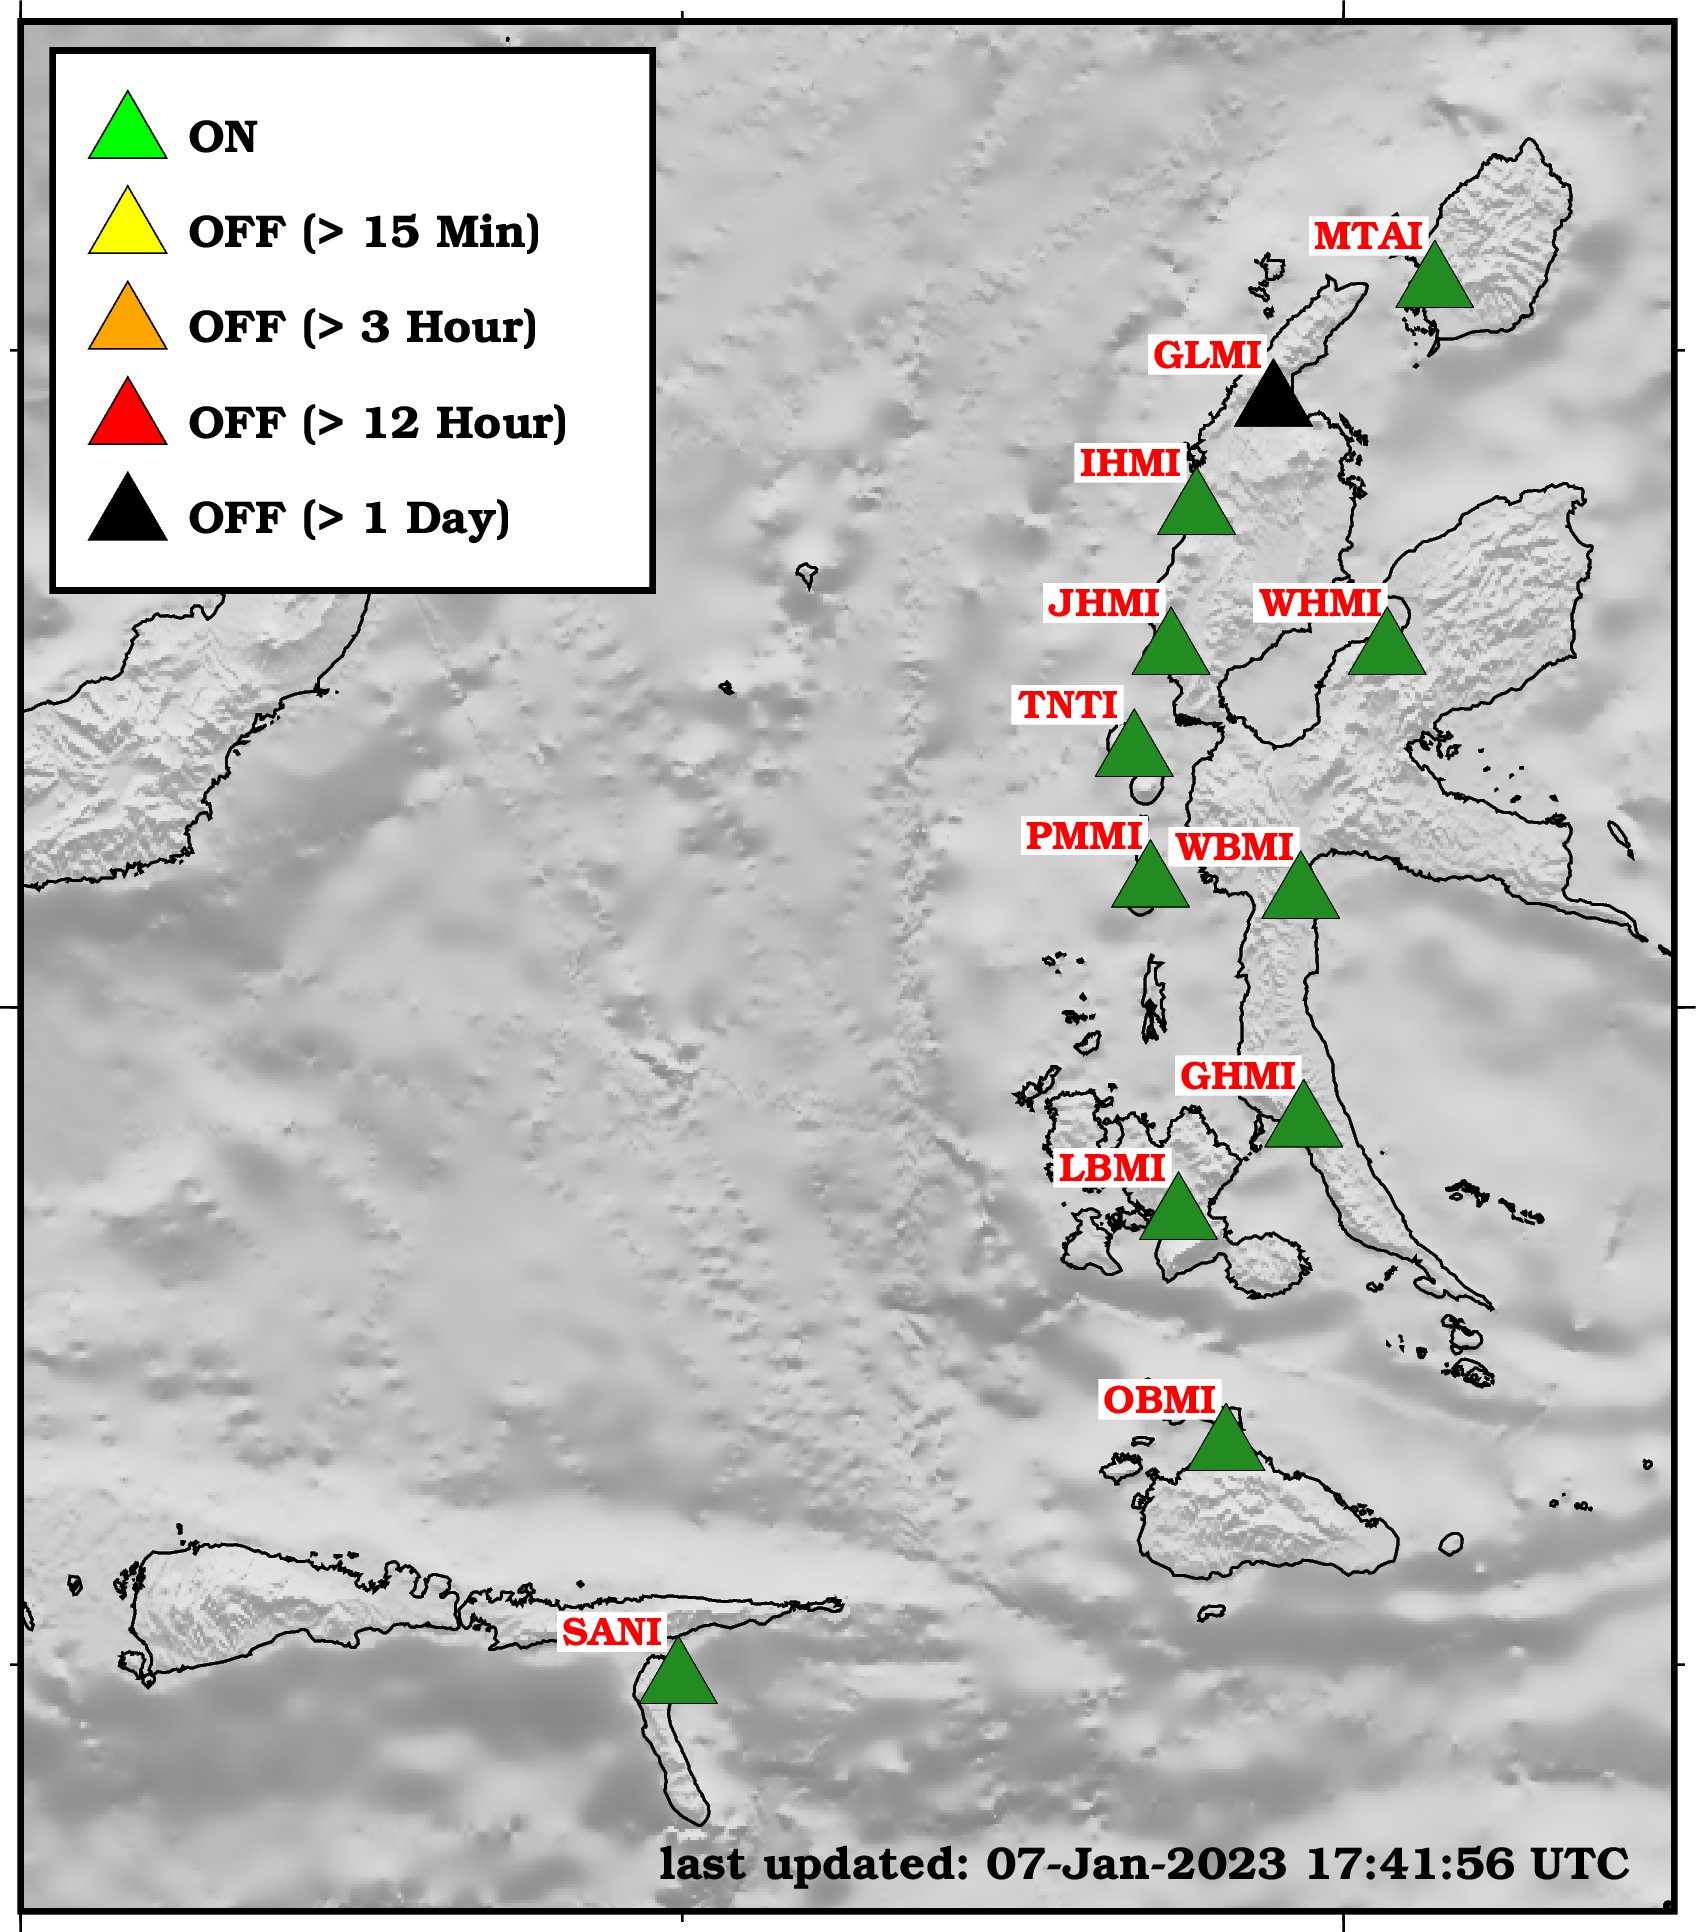 ON
OFF (> 15 Min)
OFF (> 3 Hour)
OFF (> 12 Hour)
OFF (> 1 Day)
MTAI
GLMI
IHMI
JHMI
WHMI
TNTI
PMMI
WBMI
GHMI
LBMI
OBMI
SANI
last updated: 07-Jan-2023 17:41:56 UTC